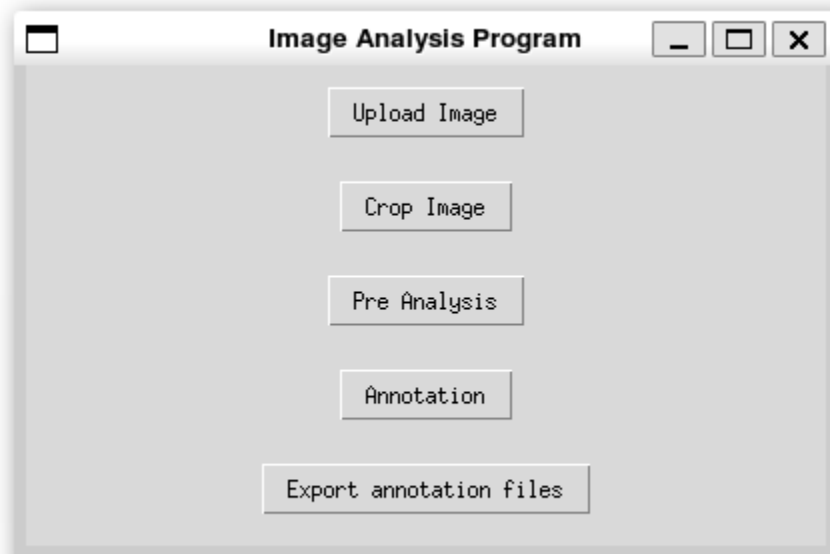 Image Analysis Program
Upload Image
Crop Image
Pre Analysis
Annotation
Export annotation files